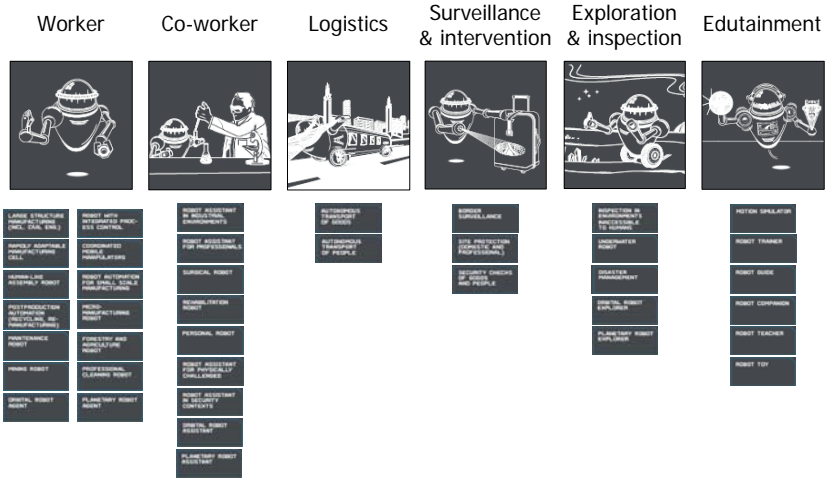 Worker
Co-worker
Logistics
Surveillance
& intervention
Exploration
& inspection
Edutainment
LARGE STRUCTURE
MANUFACTURING
(INCL. CIVIL ENG.)
ROBOT WITH
INTEGRATED PROC-
ESS CONTROL
RAPIDLY ADAPTABLE
MANUFACTURING
CELL
COORDINATED
MOBILE
MANIPULATORS
HUMAN-LIKE
ASSEMBLY ROBOT
ROBOT AUTOMATION
FOR SMALL SCALE
MANUFACTURING
POSTPRODUCTION
AUTOMATION
(RECYCLING, RE-
MANUFACTURING)
MICRO-
MANUFACTURING
ROBOT
MAINTENANCE
ROBOT
FORESTRY AND
AGRICULTURE
ROBOT
MINING ROBOT
PROFESSIONAL
CLEANING ROBOT
ORBITAL ROBOT
AGENT
PLANETARY ROBOT
AGENT
ROBOT ASSISTANT
IN INDUSTRIAL
ENVIRONMENTS
ROBOT ASSISTANT
FOR PROFESSIONALS
SURGICAL ROBOT
REHABILITATION
ROBOT
PERSONAL ROBOT
ROBOT ASSISTANT
FOR PHYSICALLY
CHALLENGED
ROBOT ASSISTANT
IN SECURITY
CONTEXTS
ORBITAL ROBOT
ASSISTANT
PLANETARY ROBOT
ASSISTANT
AUTONOMOUS
TRANSPORT
OF GOODS
AUTONOMOUS
TRANSPORT
OF PEOPLE
BORDER
SURVEILLANCE
SITE PROTECTION
(DOMESTIC AND
PROFESSIONAL)
SECURITY CHECKS
OF GOODS
AND PEOPLE
INSPECTION IN
ENVIRONMENTS
INACCESSIBLE
TO HUMANS
UNDERWATER
ROBOT
DISASTER
MANAGEMENT
ORBITAL ROBOT
EXPLORER
PLANETARY ROBOT
EXPLORER
MOTION SIMULATOR
ROBOT TRAINER
ROBOT GUIDE
ROBOT COMPANION
ROBOT TEACHER
ROBOT TOY